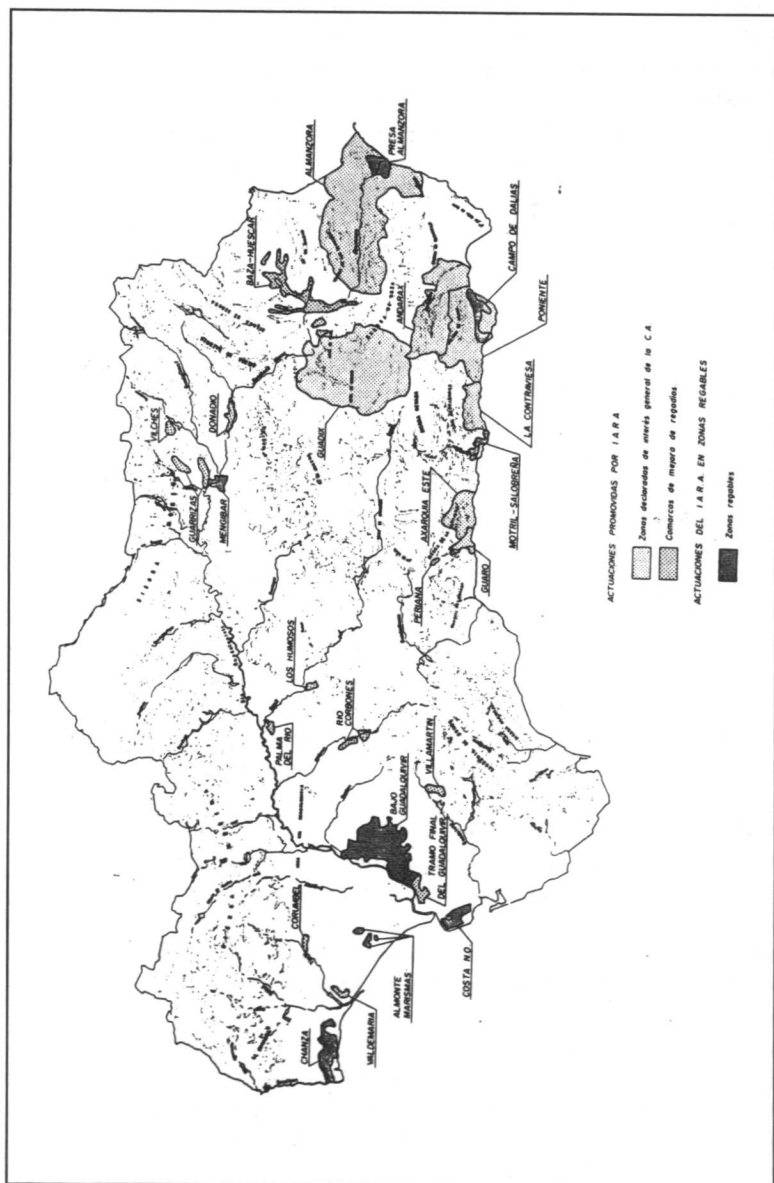 VILCHES
GUARRIZAS
DONADIO
MENGIBAR
BAZA-HUESCAR
PALMA
DEL RIO
LOS HUMOSOS
CORUMBEL
CHANZA
ALMANZORA
GUADIX
RIO
CORBONES
VALDEMARIA
ALMONTE
MARISMAS
BAJO
GUADALQUIVIR
PRESA
ALMANZORA
ANDARAX
PERIANA
AXARQUIA ESTE
VILLAMARTIN
TRAMO FINAL
DEL GUADALQUIVIR
COSTA N.O.
GUARO
MOTRIL-SALOBREÑA
CAMPO DE DALIAS
LA CONTRAVIESA
PONIENTE
ACTUACIONES PROMOVIDAS POR I A R A
Zonas declaradas de interés general de la C.A.
Comarcas de mejora de regadíos.
ACTUACIONES DEL I.A.R.A. EN ZONAS REGABLES
Zonas regables